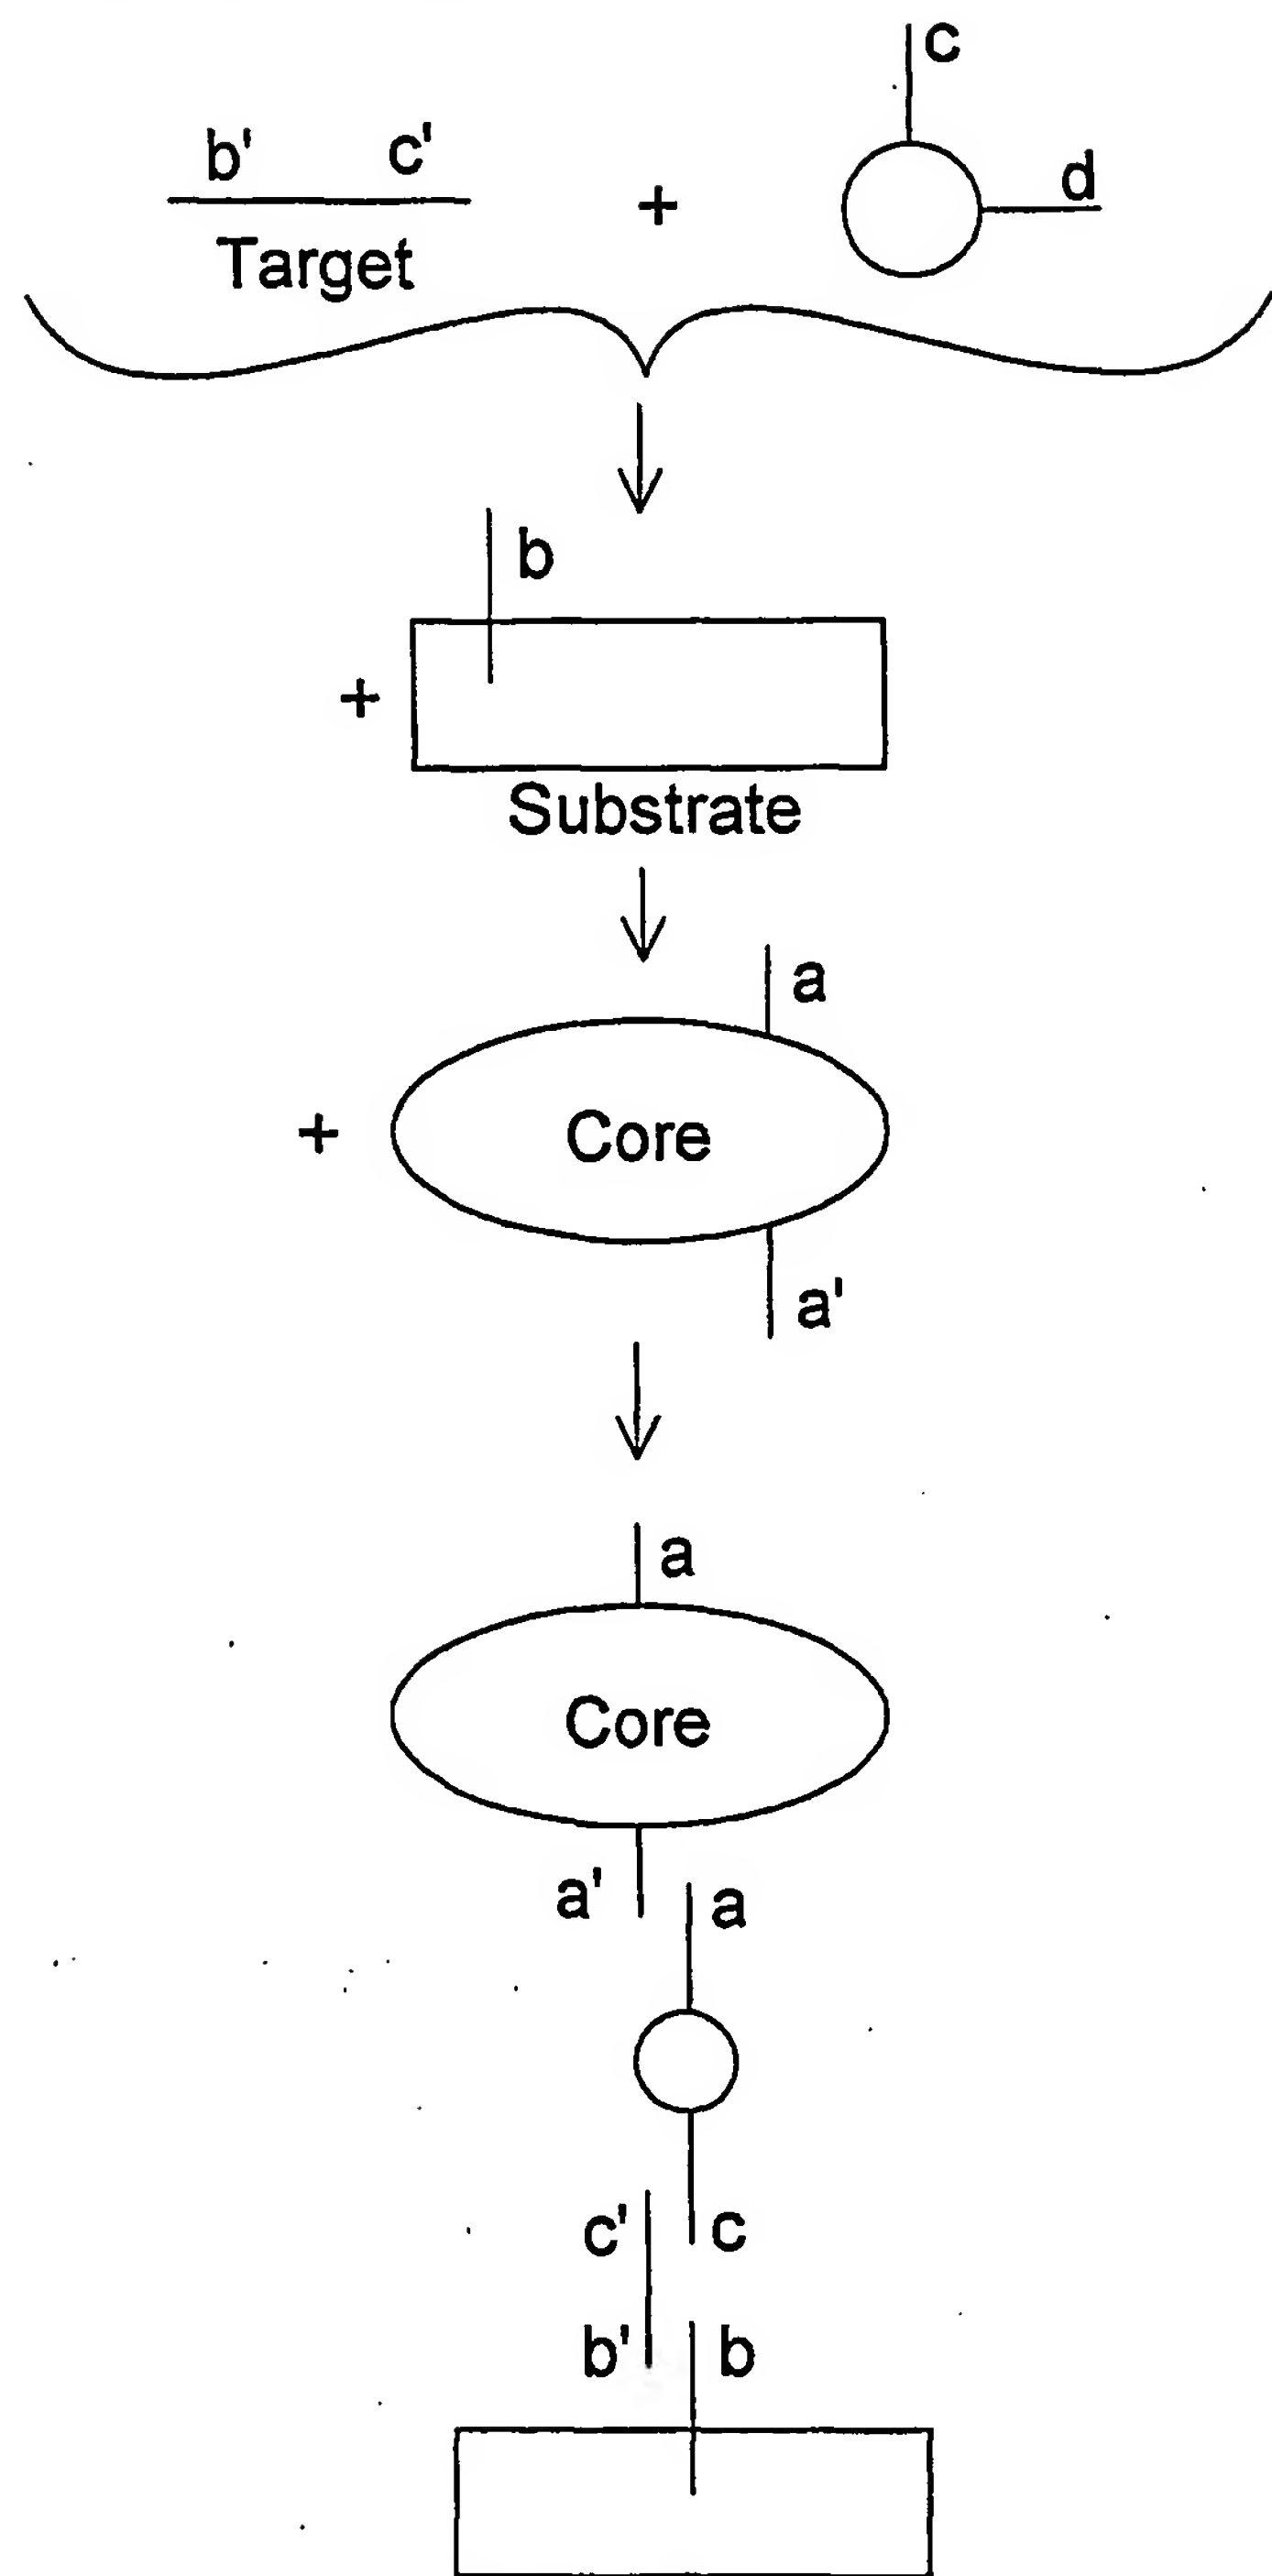 c
b' c' + d
Target
b
+
Substrate
a
+ Core
a'
a
Core
a' a
c' c
b' b